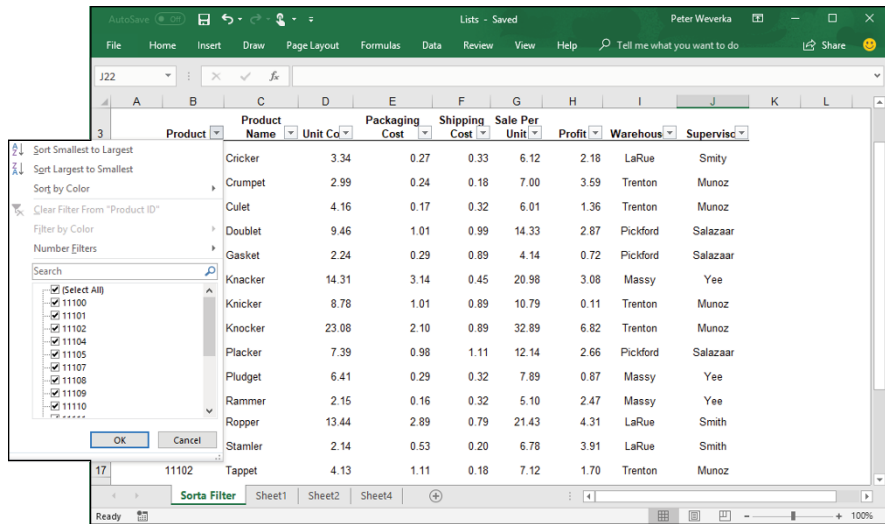 AutoSave Off Lists - Saved Peter Weverka
File Home Insert Draw Page Layout Formulas Data Review View Help Tell me what you want to do Share
J22 fx
A B C D E F G H I J K L
Product Packaging Shipping Sale Per
3 Product Name Unit Co Cost Cost Unit Profit Warehous Superviso
Sort Smallest to Largest
Sort Largest to Smallest
Sort by Color
Clear Filter From "Product ID"
Filter by Color
Number Filters
Search
(Select All)
11100
11101
11102
11104
11105
11107
11108
11109
11110
OK Cancel
Cricker 3.34 0.27 0.33 6.12 2.18 LaRue Smity
Crumpet 2.99 0.24 0.18 7.00 3.59 Trenton Munoz
Culet 4.16 0.17 0.32 6.01 1.36 Trenton Munoz
Doublet 9.46 1.01 0.99 14.33 2.87 Pickford Salazaar
Gasket 2.24 0.29 0.89 4.14 0.72 Pickford Salazaar
Knacker 14.31 3.14 0.45 20.98 3.08 Massy Yee
Knicker 8.78 1.01 0.89 10.79 0.11 Trenton Munoz
Knocker 23.08 2.10 0.89 32.89 6.82 Trenton Munoz
Placker 7.39 0.98 1.11 12.14 2.66 Pickford Salazaar
Pludget 6.41 0.29 0.32 7.89 0.87 Massy Yee
Rammer 2.15 0.16 0.32 5.10 2.47 Massy Yee
Ropper 13.44 2.89 0.79 21.43 4.31 LaRue Smith
Stamler 2.14 0.53 0.20 6.78 3.91 LaRue Smith
17 11102 Tappet 4.13 1.11 0.18 7.12 1.70 Trenton Munoz
Sorta Filter Sheet1 Sheet2 Sheet4
Ready 100%